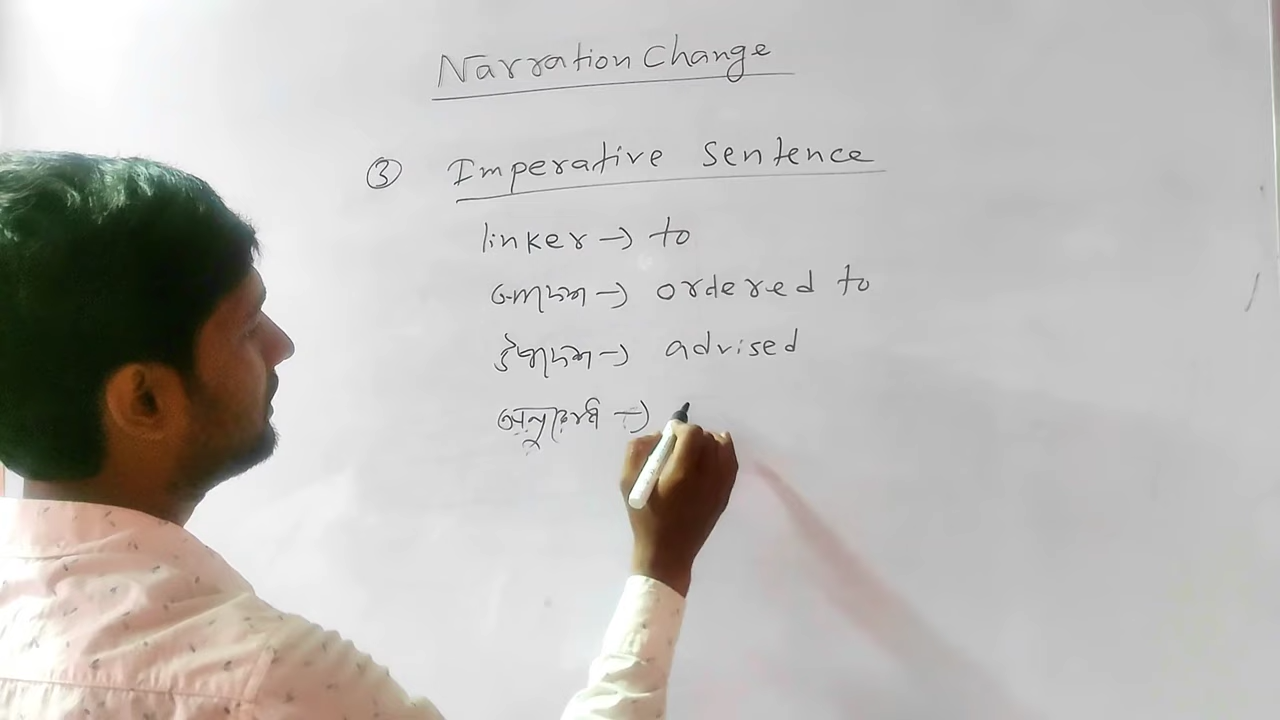 Narration Change
③ Imperative Sentence
linker → to
আদেশ → ordered to
উপদেশ → advised
অনুরোধ →